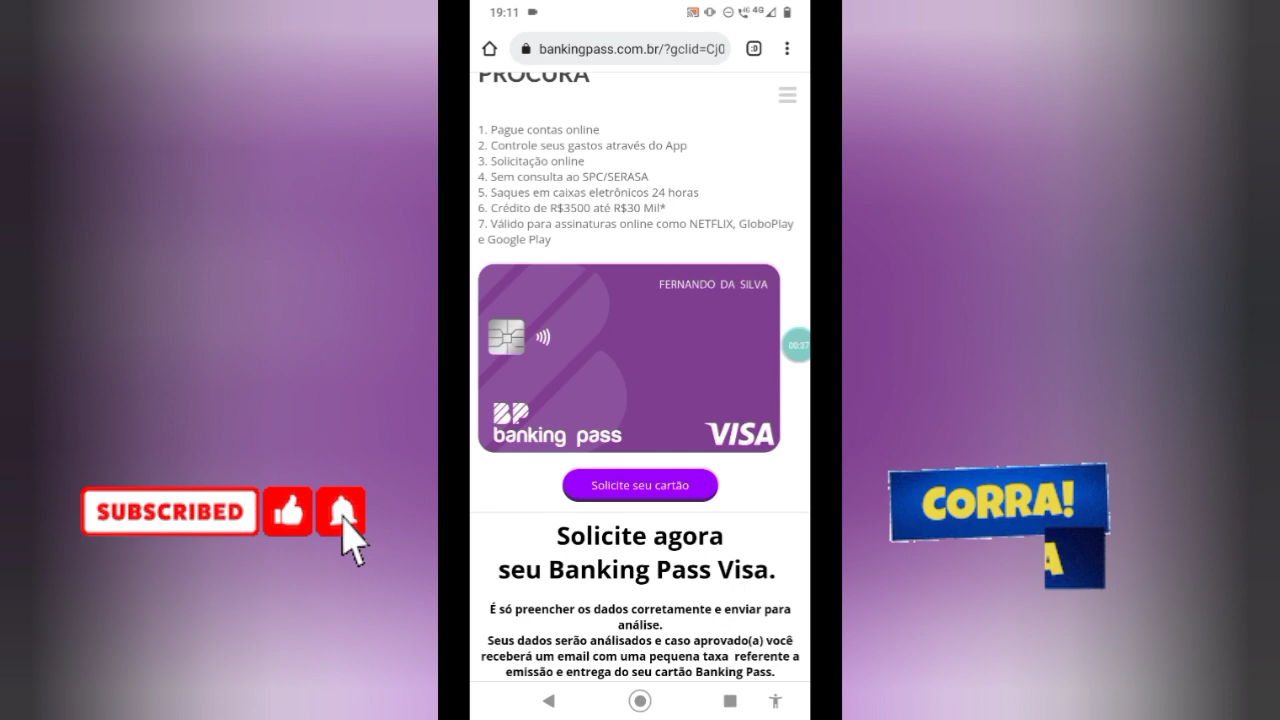 19:11
4G 4G
bankingpass.com.br/?gclid=Cj0
:D
PROCURA
1. Pague contas online
2. Controle seus gastos através do App
3. Solicitação online
4. Sem consulta ao SPC/SERASA
5. Saques em caixas eletrônicos 24 horas
6. Crédito de R$3500 até R$30 Mil*
7. Válido para assinaturas online como NETFLIX, GloboPlay
e Google Play
FERNANDO DA SILVA
00:37
BP
banking pass
VISA
Solicite seu cartão
SUBSCRIBED
CORRA!
A
Solicite agora
seu Banking Pass Visa.
É só preencher os dados corretamente e enviar para
análise.
Seus dados serão análisados e caso aprovado(a) você
receberá um email com uma pequena taxa referente a
emissão e entrega do seu cartão Banking Pass.